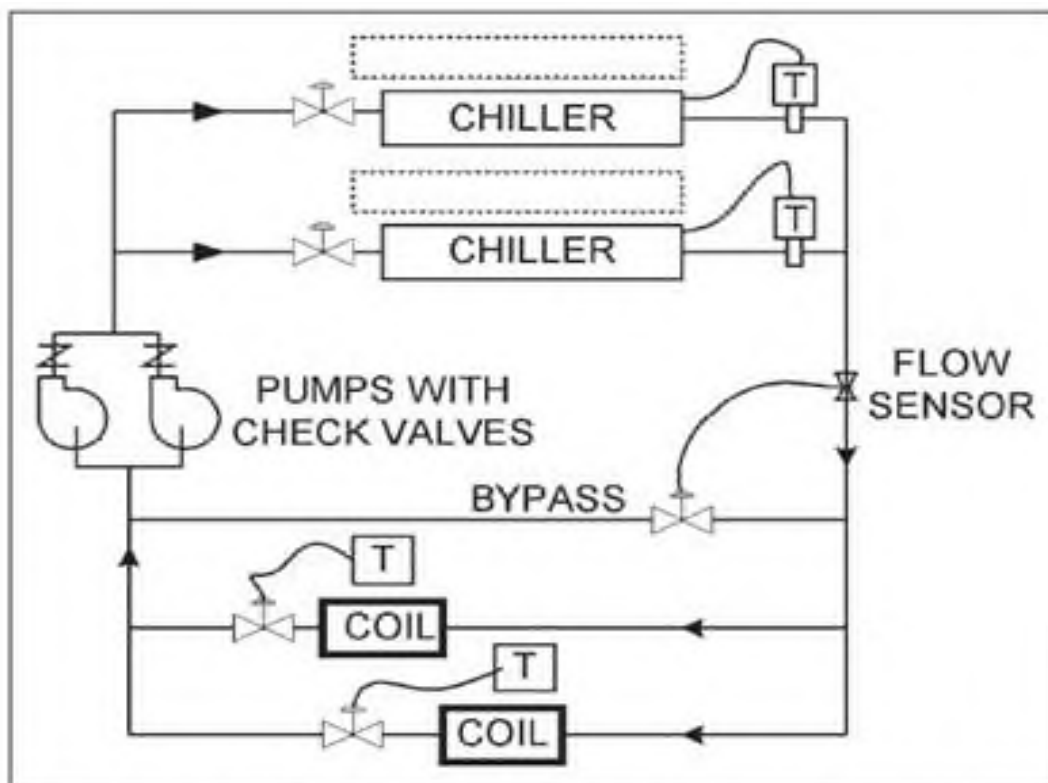 T
CHILLER
T
CHILLER
FLOW
SENSOR
PUMPS WITH
CHECK VALVES
BYPASS
T
COIL
T
COIL